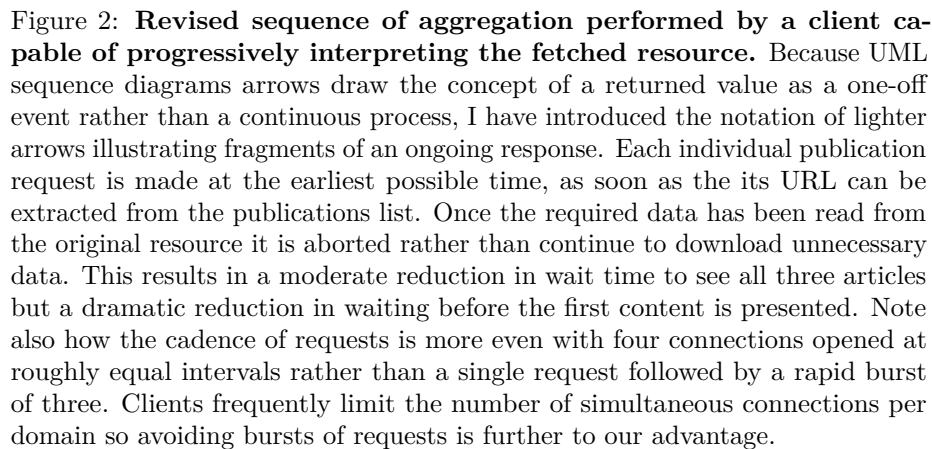 Figure 2: Revised sequence of aggregation performed by a client ca-
pable of progressively interpreting the fetched resource. Because UML
sequence diagrams arrows draw the concept of a returned value as a one-off
event rather than a continuous process, I have introduced the notation of lighter
arrows illustrating fragments of an ongoing response. Each individual publication
request is made at the earliest possible time, as soon as the its URL can be
extracted from the publications list. Once the required data has been read from
the original resource it is aborted rather than continue to download unnecessary
data. This results in a moderate reduction in wait time to see all three articles
but a dramatic reduction in waiting before the first content is presented. Note
also how the cadence of requests is more even with four connections opened at
roughly equal intervals rather than a single request followed by a rapid burst
of three. Clients frequently limit the number of simultaneous connections per
domain so avoiding bursts of requests is further to our advantage.